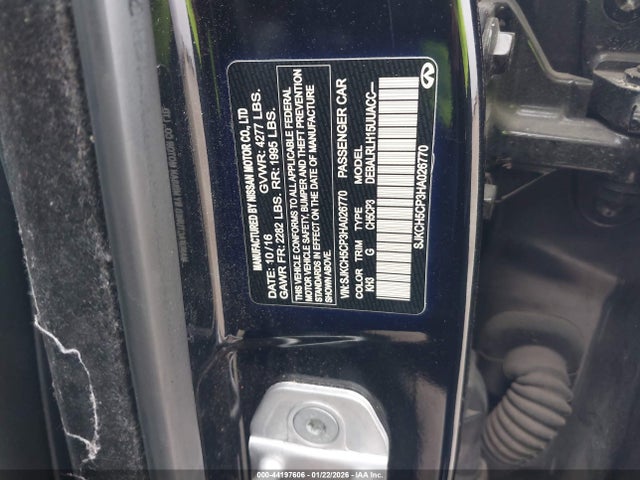 MANUFACTURED BY NISSAN MOTOR CO., LTD
DATE: 10/16 GVWR: 4277 LBS.
GAWR FR: 2282 LBS. RR: 1995 LBS.
THIS VEHICLE CONFORMS TO ALL APPLICABLE FEDERAL
MOTOR VEHICLE SAFETY, BUMPER AND THEFT PREVENTION
STANDARDS IN EFFECT ON THE DATE OF MANUFACTURE
SHOWN ABOVE.
VIN:SJKCH5CP3HA026770 PASSENGER CAR
COLOR TRIM TYPE MODEL
KH3 G CH5CP3 DEBALRLH15UUACC---
SJKCH5CP3HA026770
000-44197606 - 01/22/2026 - IAA Inc.